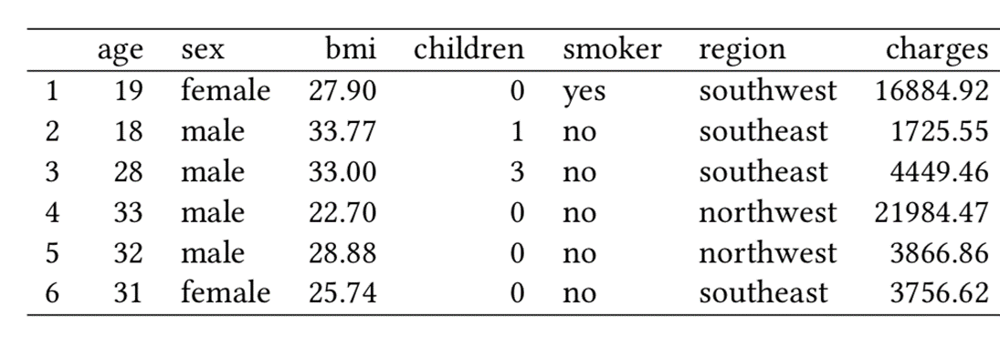 age sex bmi children smoker region charges
1 19 female 27.90 0 yes southwest 16884.92
2 18 male 33.77 1 no southeast 1725.55
3 28 male 33.00 3 no southeast 4449.46
4 33 male 22.70 0 no northwest 21984.47
5 32 male 28.88 0 no northwest 3866.86
6 31 female 25.74 0 no southeast 3756.62